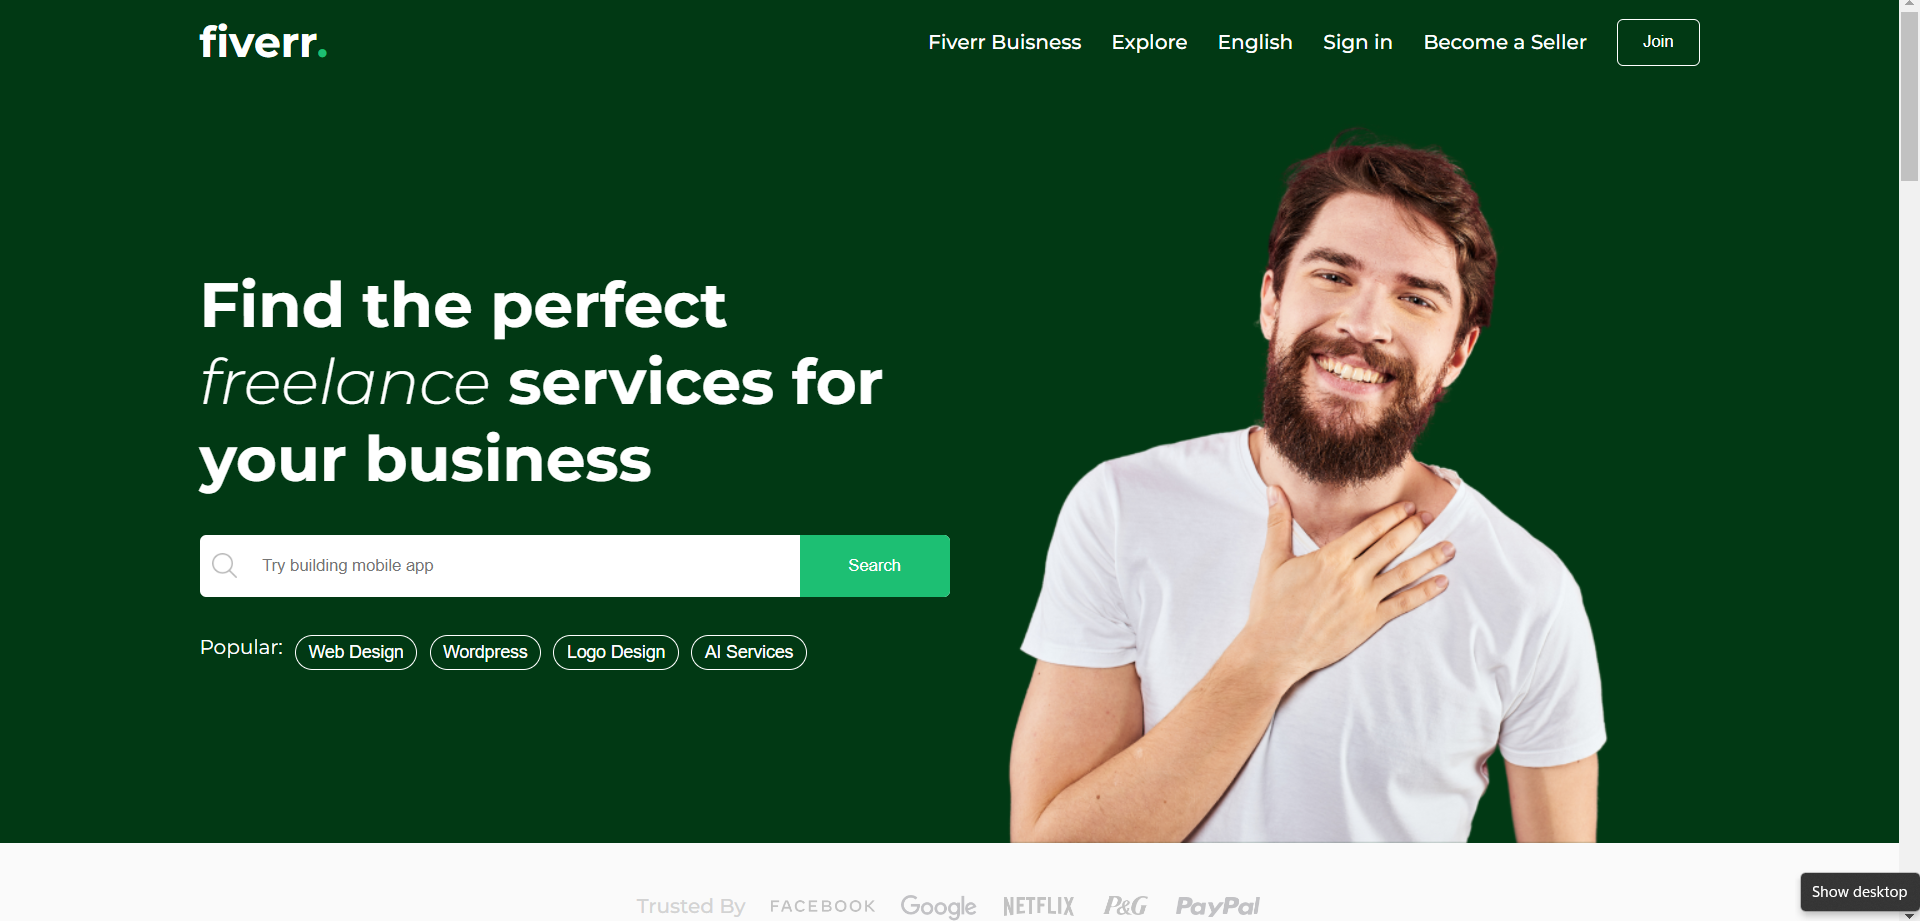 fiverr.
Fiverr Buisness Explore English Sign in Become a Seller Join
Find the perfect
freelance services for
your business
Try building mobile app Search
Popular: Web Design Wordpress Logo Design AI Services
Trusted By FACEBOOK Google NETFLIX P&G PayPal
Show desktop